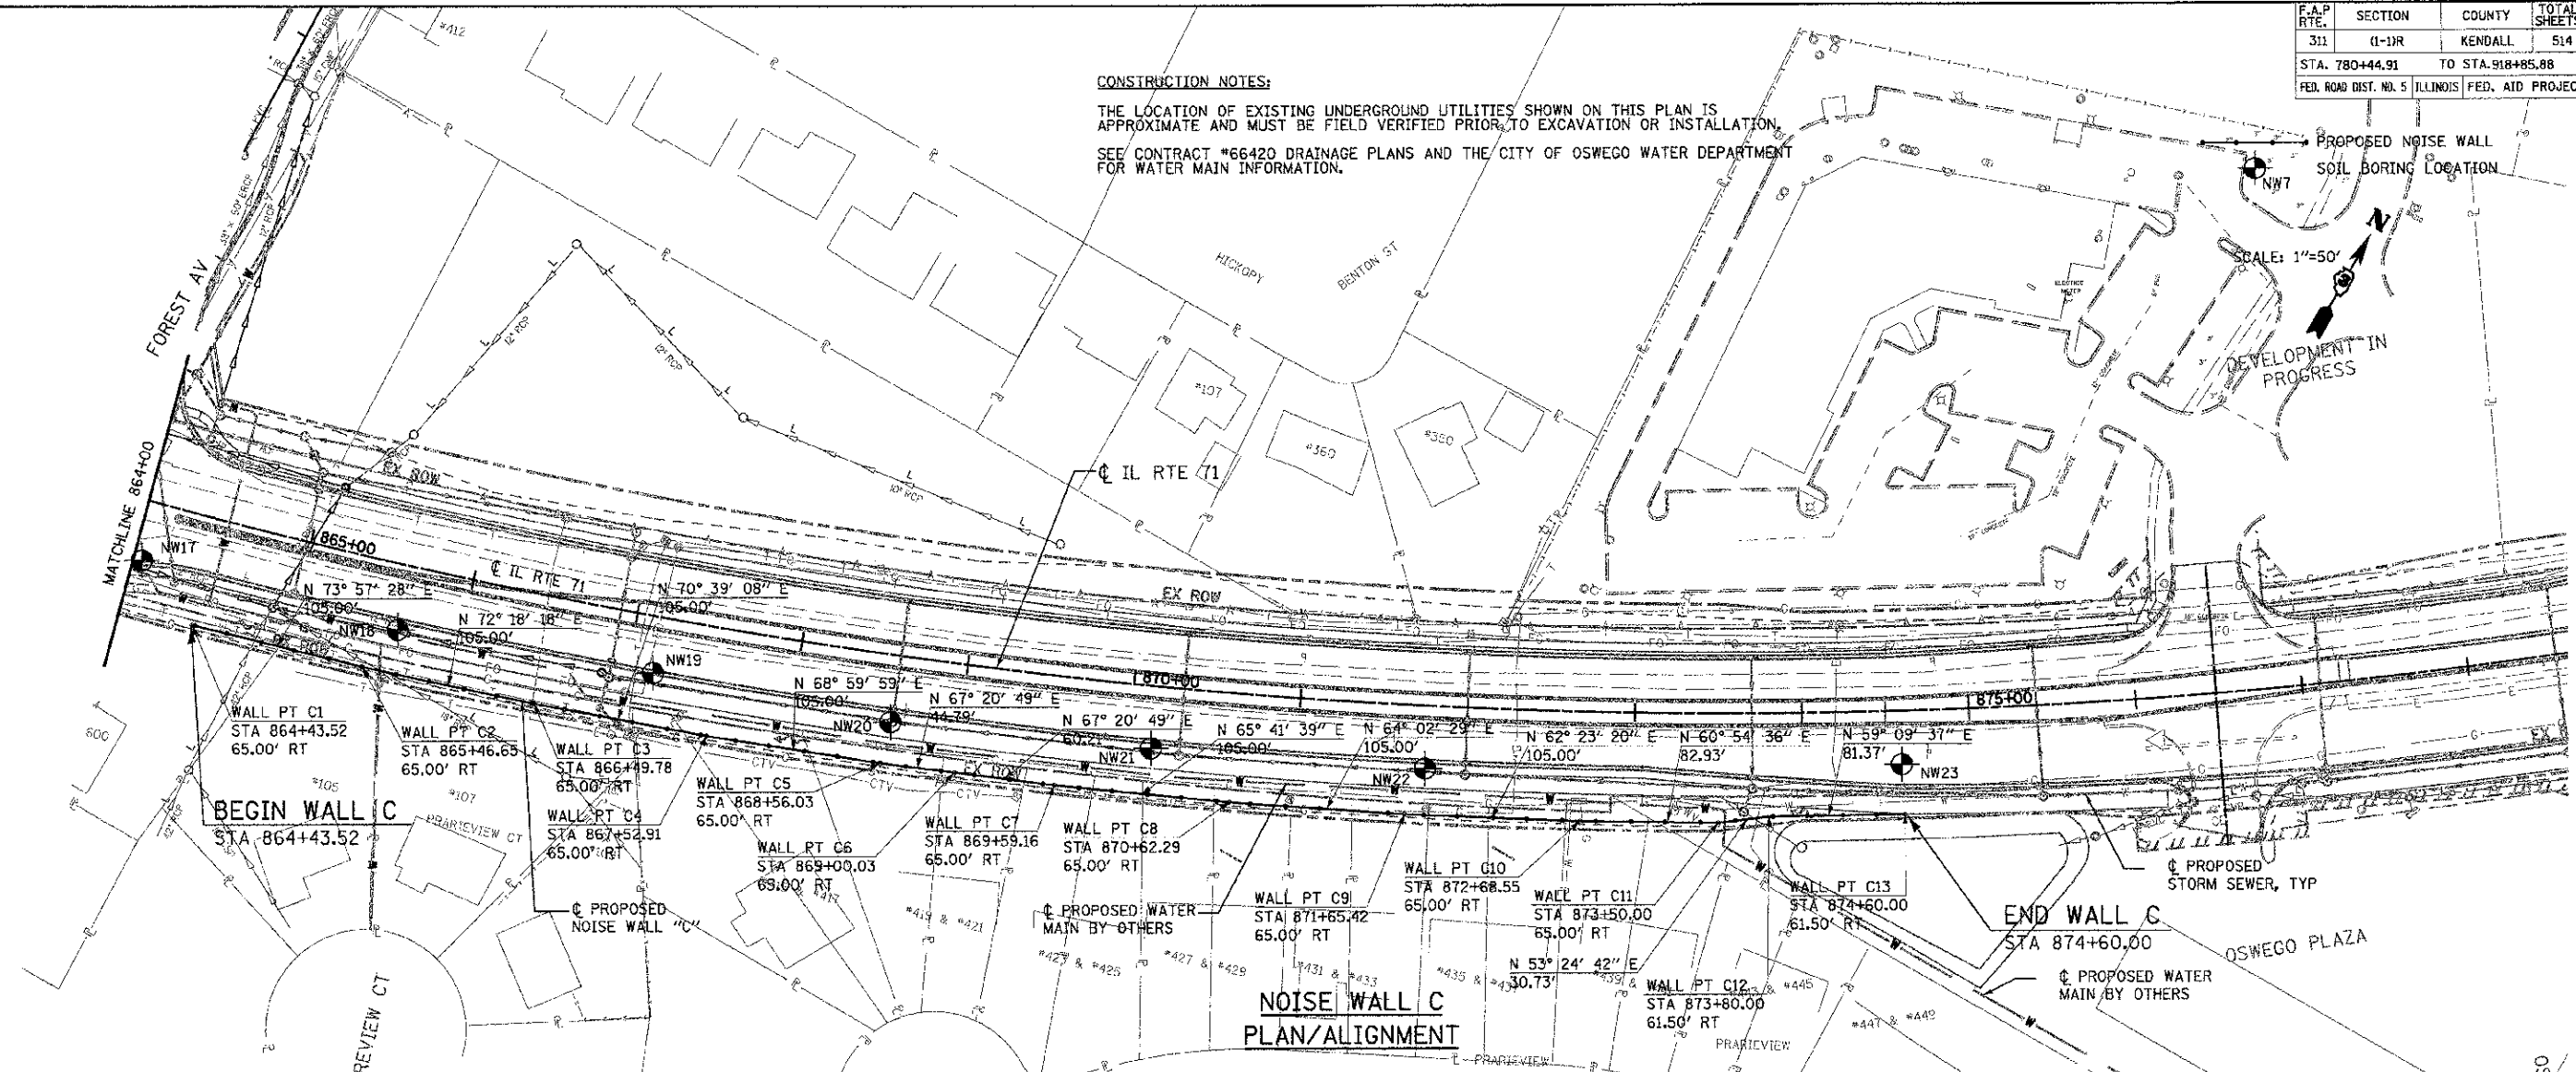 F.A.P RTE. SECTION COUNTY TOTAL SHEETS
311 (1-1)R KENDALL 514
STA. 780+44.91 TO STA.918+85.88
FED. ROAD DIST. NO. 5 ILLINOIS FED. AID PROJEC
CONSTRUCTION NOTES:
THE LOCATION OF EXISTING UNDERGROUND UTILITIES SHOWN ON THIS PLAN IS
APPROXIMATE AND MUST BE FIELD VERIFIED PRIOR TO EXCAVATION OR INSTALLATION.
SEE CONTRACT #66420 DRAINAGE PLANS AND THE CITY OF OSWEGO WATER DEPARTMENT
FOR WATER MAIN INFORMATION.
PROPOSED NOISE WALL
SOIL BORING LOCATION
NW7
N
SCALE: 1"=50'
DEVELOPMENT IN
PROGRESS
#412
FOREST AV
MATCHLINE 864+00
12" RCP
12" RCP
10" RCP
BENTON ST
#107
#360
EX ROW
℄ IL RTE 71
865+00
℄ IL RTE 71
EX ROW
870+00
875+00
NW17
NW18
NW19
NW20
NW21
NW22
NW23
N 73° 57' 28" E
105.00'
N 72° 18' 18" E
105.00'
N 70° 39' 08" E
105.00'
N 68° 59' 59" E
105.00'
N 67° 20' 49" E
44.79'
N 67° 20' 49" E
60.21'
N 65° 41' 39" E
105.00'
N 64° 02' 29" E
105.00'
N 62° 23' 20" E
105.00'
N 60° 54' 36" E
82.93'
N 59° 09' 37" E
81.37'
N 53° 24' 42" E
30.73'
WALL PT C1
STA 864+43.52
65.00' RT
WALL PT C2
STA 865+46.65
65.00' RT
WALL PT C3
STA 866+49.78
65.00' RT
WALL PT C4
STA 867+52.91
65.00' RT
WALL PT C5
STA 868+56.03
65.00' RT
WALL PT C6
STA 869+00.03
65.00' RT
WALL PT C7
STA 869+59.16
65.00' RT
WALL PT C8
STA 870+62.29
65.00' RT
WALL PT C9
STA 871+65.42
65.00' RT
WALL PT C10
STA 872+68.55
65.00' RT
WALL PT C11
STA 873+50.00
65.00' RT
WALL PT C12
STA 873+80.00
61.50' RT
WALL PT C13
STA 874+60.00
61.50' RT
BEGIN WALL C
STA 864+43.52
END WALL C
STA 874+60.00
℄ PROPOSED
NOISE WALL "C"
℄ PROPOSED WATER
MAIN BY OTHERS
℄ PROPOSED
STORM SEWER, TYP
℄ PROPOSED WATER
MAIN BY OTHERS
OSWEGO PLAZA
#105
#107
PRARIEVIEW CT
REVIEW CT
#417
#419 & #421
#423 & #425
#427 & #429
#431 & #433
#445
#447 & #449
PRARIEVIEW
PRARIEVIEW
NOISE WALL C
PLAN/ALIGNMENT